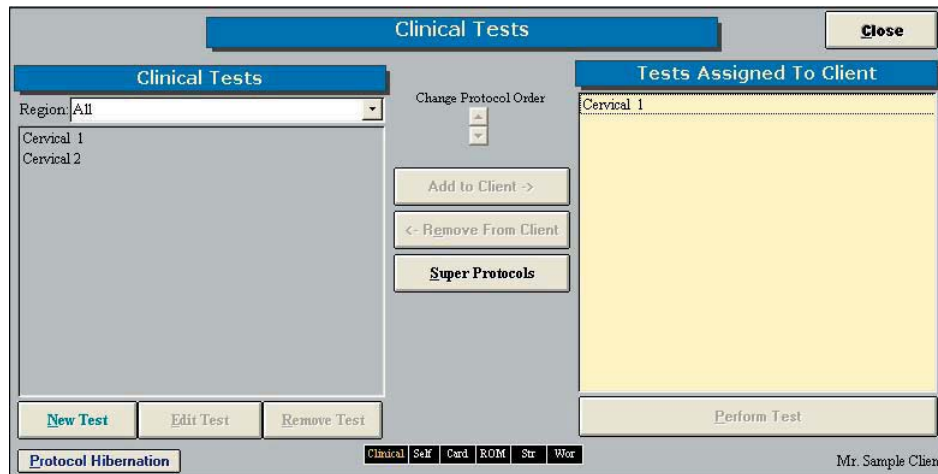 Clinical Tests
Close
Clinical Tests
Region: All
Cervical 1
Cervical 2
New Test
Edit Test
Remove Test
Protocol Hibernation
Change Protocol Order
Add to Client ->
<- Remove From Client
Super Protocols
Clinical Self Card ROM Str Wor
Tests Assigned To Client
Cervical 1
Perform Test
Mr. Sample Clien